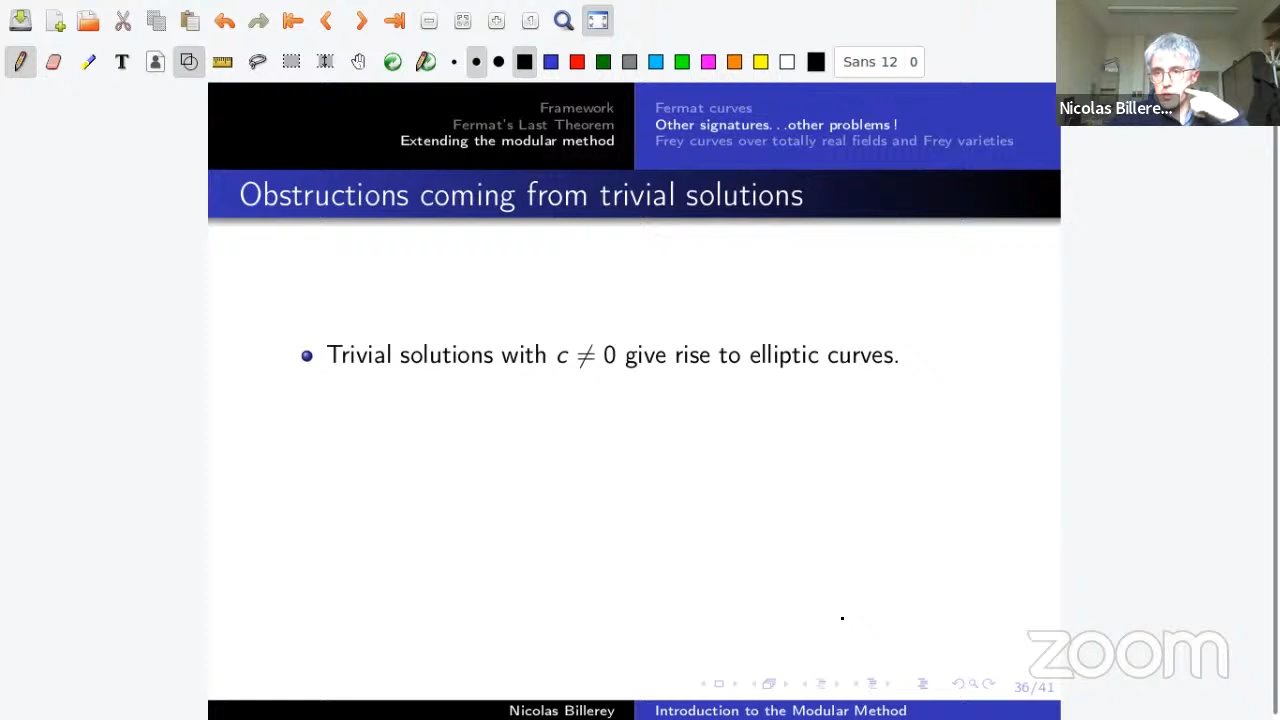 Sans 12 0
Nicolas Billere...
Framework
Fermat's Last Theorem
Extending the modular method
Fermat curves
Other signatures...other problems!
Frey curves over totally real fields and Frey varieties
Obstructions coming from trivial solutions
Trivial solutions with c ≠ 0 give rise to elliptic curves.
zoom
36/41
Nicolas Billerey
Introduction to the Modular Method